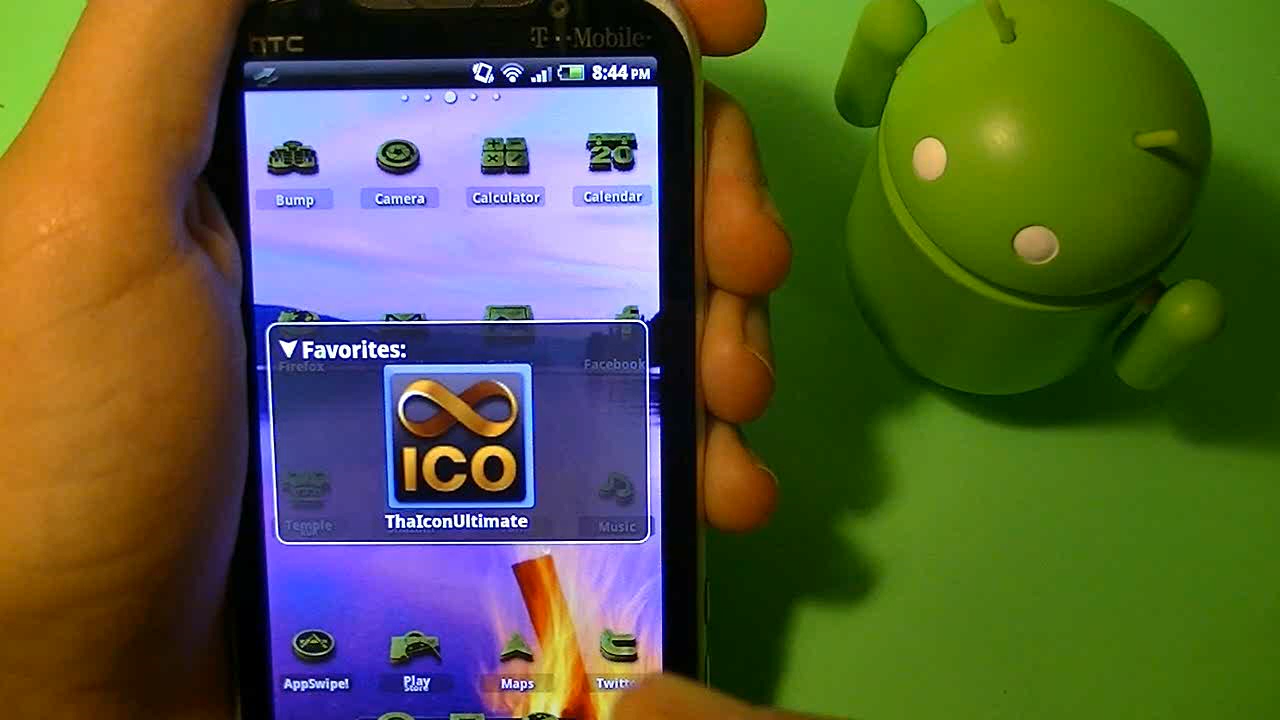 hTC
T··Mobile·
8:44 PM
Bump Camera Calculator Calendar
20
▼Favorites:
Firefox Facebook
ICO
ThaIconUltimate
Temple Music
Run
AppSwipe! Play Maps
Store